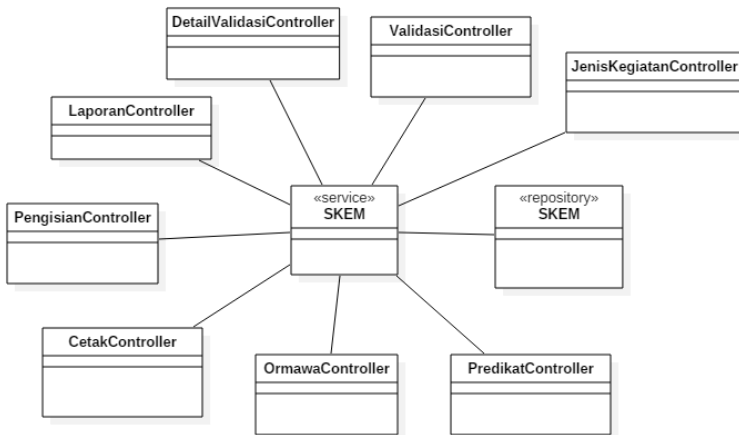 DetailValidasiController
ValidasiController
JenisKegiatanController
LaporanController
«service»
SKEM
«repository»
SKEM
PengisianController
CetakController
OrmawaController
PredikatController